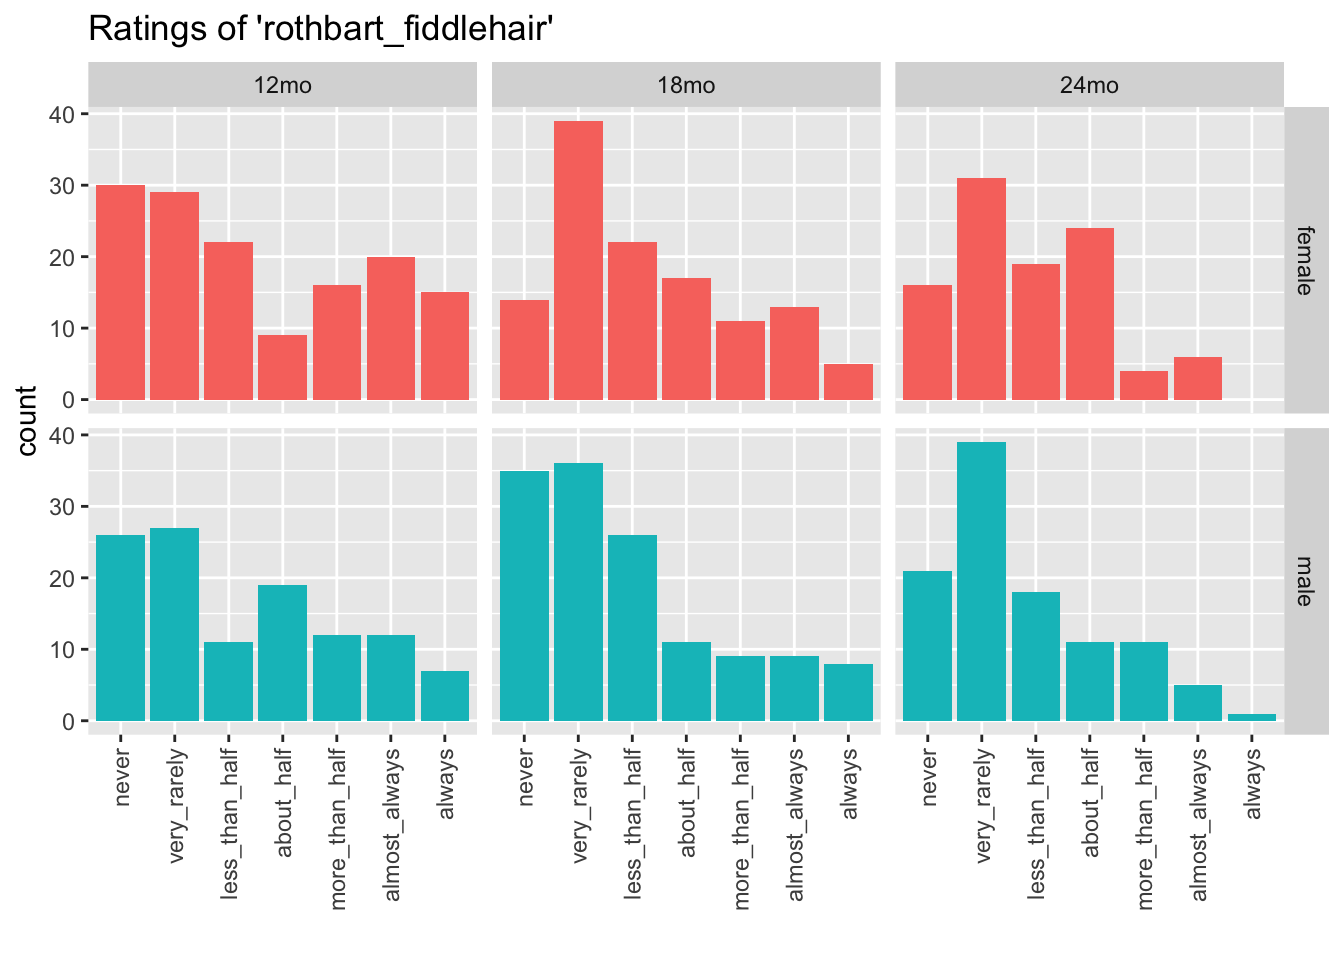 Ratings of 'rothbart_fiddlehair'
12mo 18mo 24mo
40
30
20
10
0
female
count
40
30
20
10
0
male
never very_rarely less_than_half about_half more_than_half almost_always always never very_rarely less_than_half about_half more_than_half almost_always always never very_rarely less_than_half about_half more_than_half almost_always always